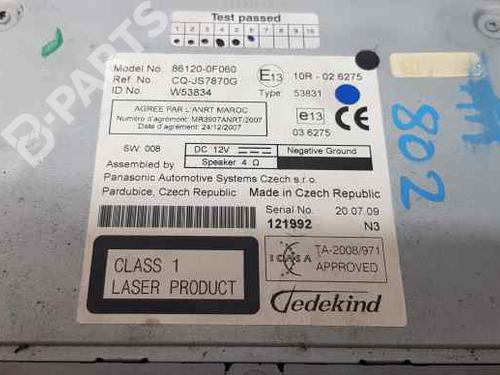 Test passed
1 2 3 4 5 6 7 8 9 10
Model No. 86120-0F060
Ref. No. CQ-JS7870G
ID No. W53834
E13 10R - 02 6275
Type: 53831
AGREE PAR L'ANRT MAROC
Numéro d'agrément: MR3907ANRT/2007
Date d'agrément: 24/12/2007
e13
03 6275
CE
SW: 008
DC 12V
Negative Ground
Speaker 4 Ω
Assembled by
Panasonic Automotive Systems Czech s.r.o.
Pardubice, Czech Republic Made in Czech Republic
Serial No. 20.07.09
121992 N3
CLASS 1
LASER PRODUCT
ICASA
TA-2008/971
APPROVED
Tedekind
802
B-PARTS